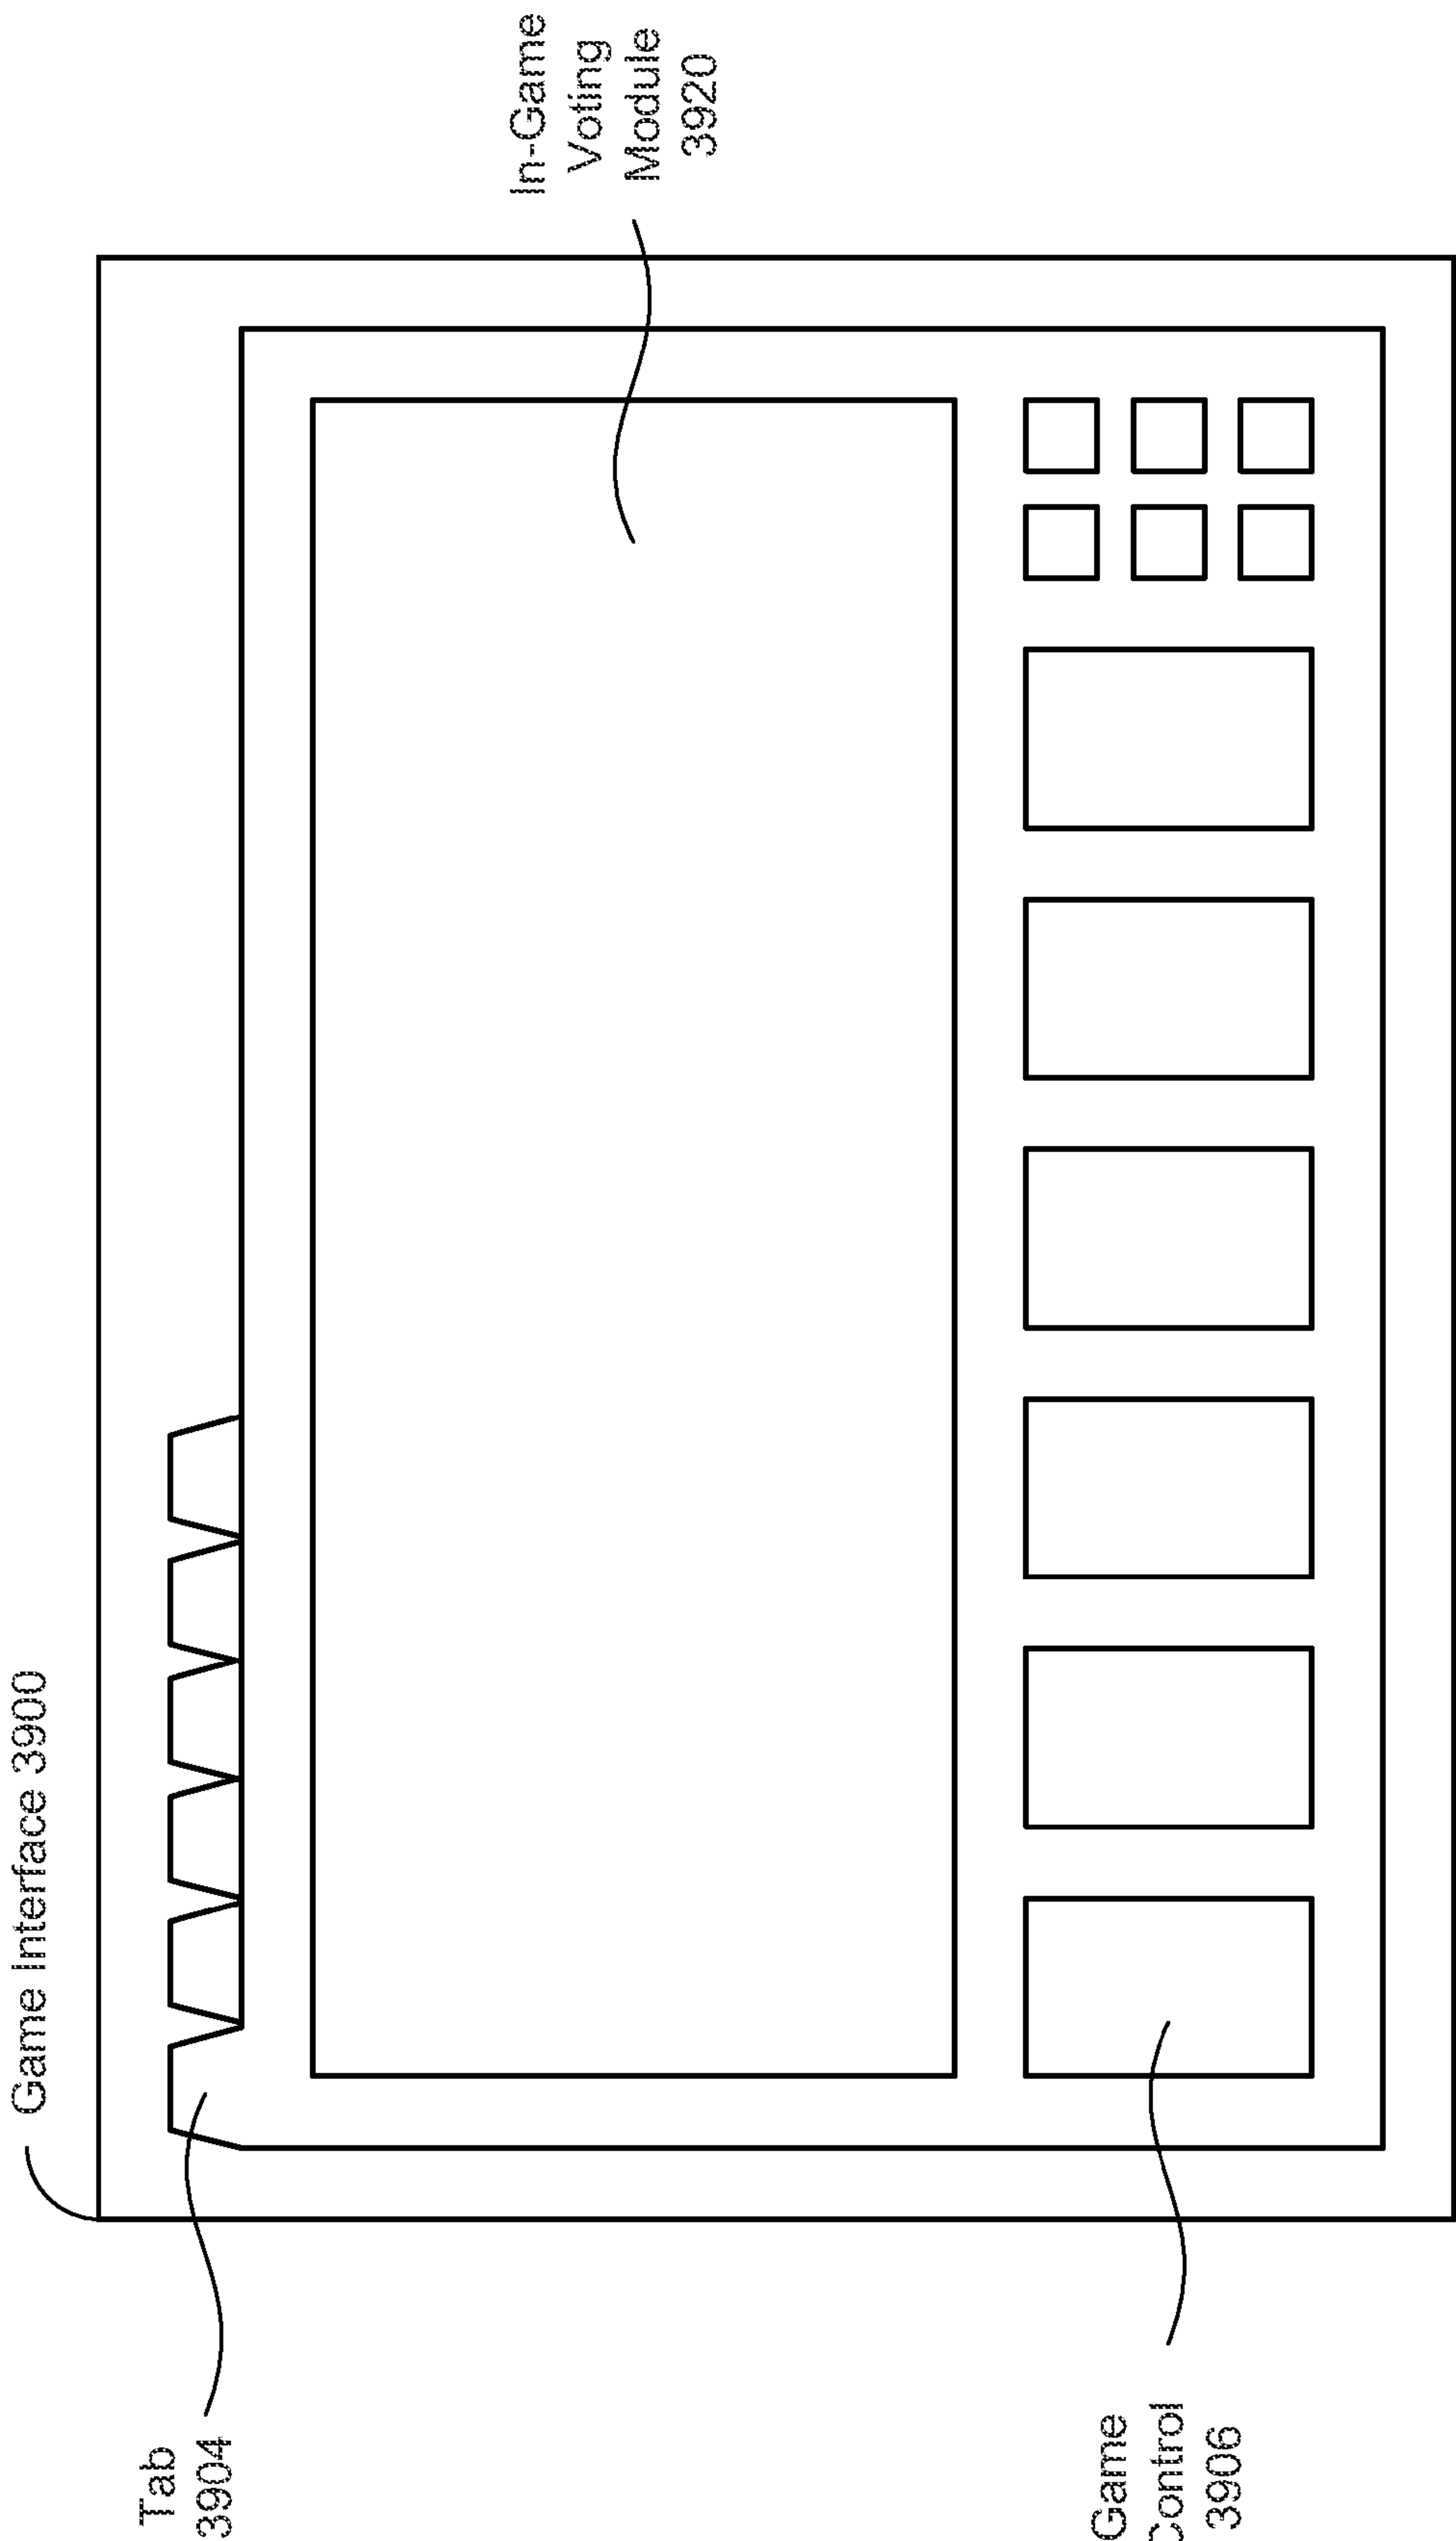 Game Interface 3900
Tab
3904
In-Game
Voting
Module
3920
Game
Control
3906